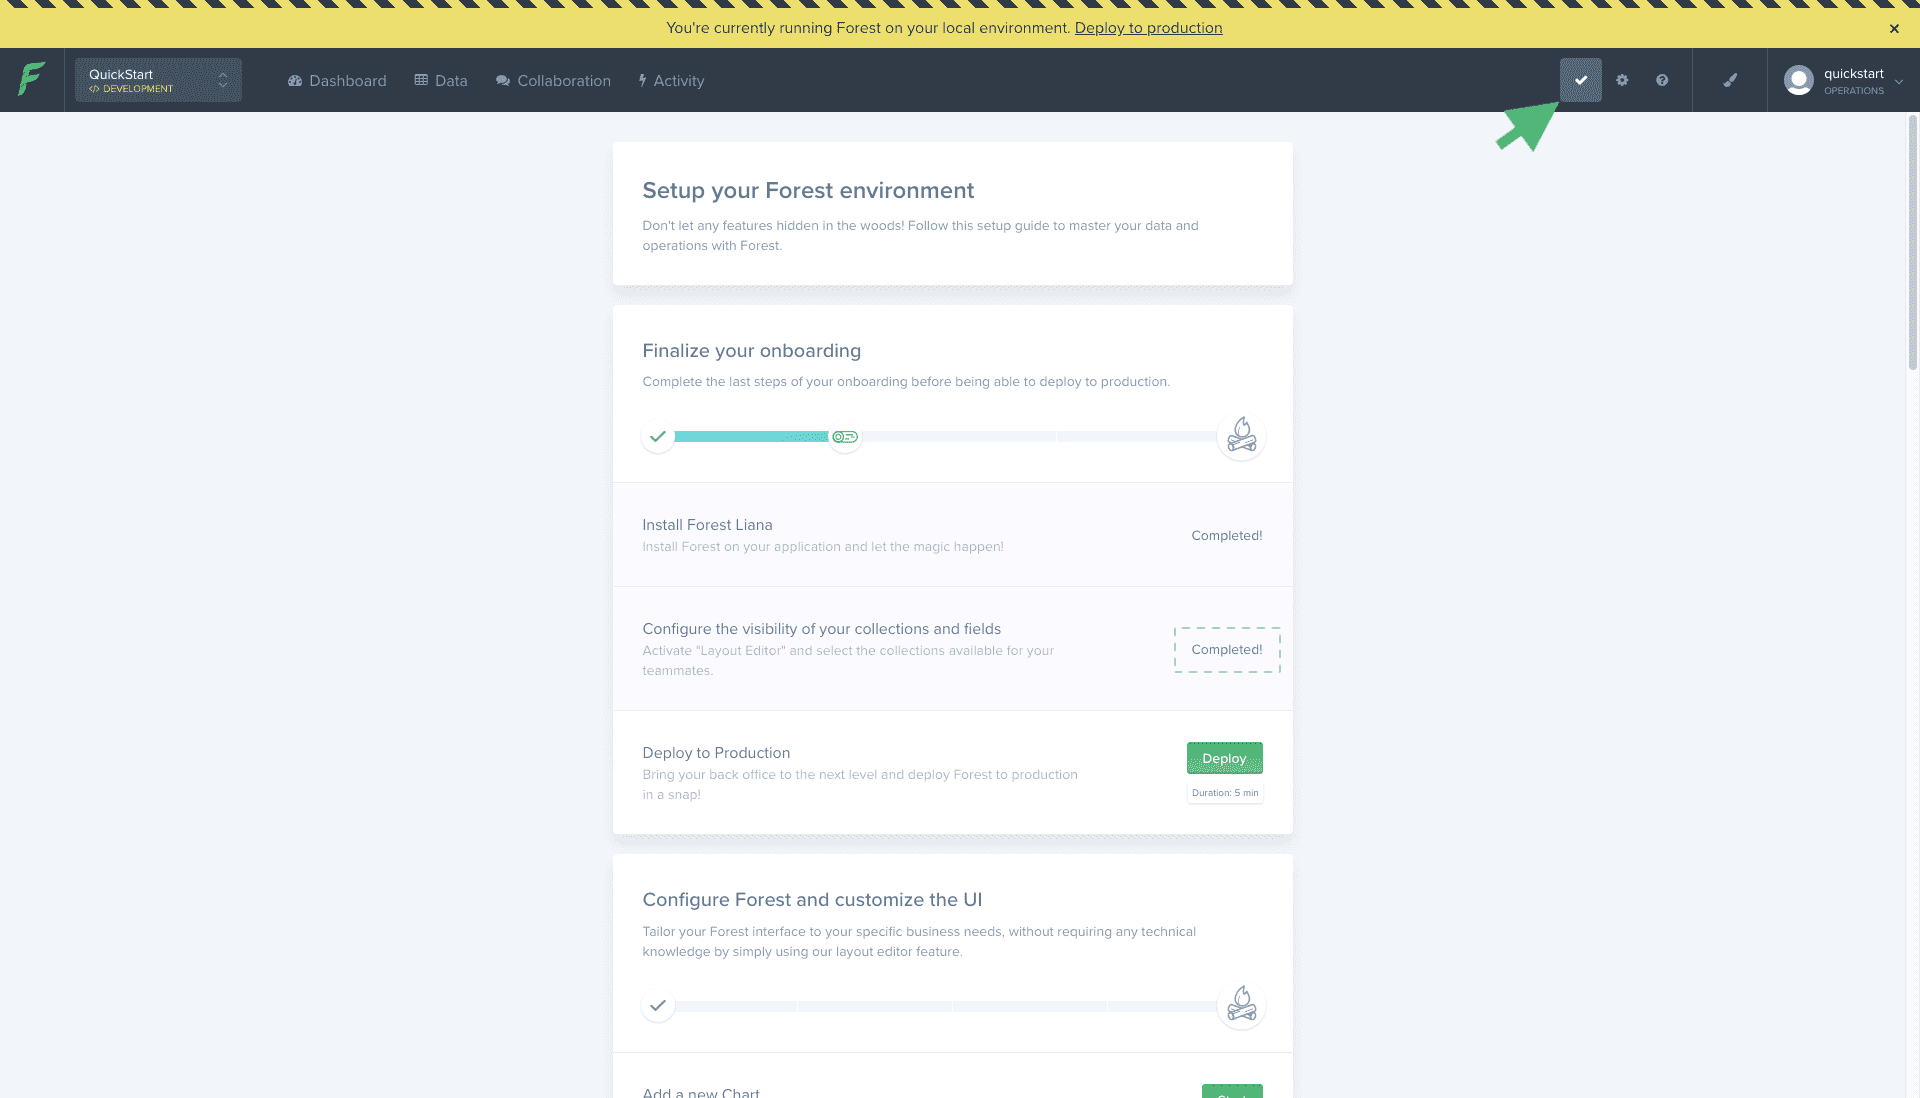 You're currently running Forest on your local environment. Deploy to production
QuickStart
</> DEVELOPMENT
Dashboard
Data
Collaboration
Activity
quickstart
OPERATIONS
Setup your Forest environment
Don't let any features hidden in the woods! Follow this setup guide to master your data and
operations with Forest.
Finalize your onboarding
Complete the last steps of your onboarding before being able to deploy to production.
Install Forest Liana
Install Forest on your application and let the magic happen!
Completed!
Configure the visibility of your collections and fields
Activate "Layout Editor" and select the collections available for your
teammates.
Completed!
Deploy to Production
Bring your back office to the next level and deploy Forest to production
in a snap!
Deploy
Duration: 5 min
Configure Forest and customize the UI
Tailor your Forest interface to your specific business needs, without requiring any technical
knowledge by simply using our layout editor feature.
Add a new Chart